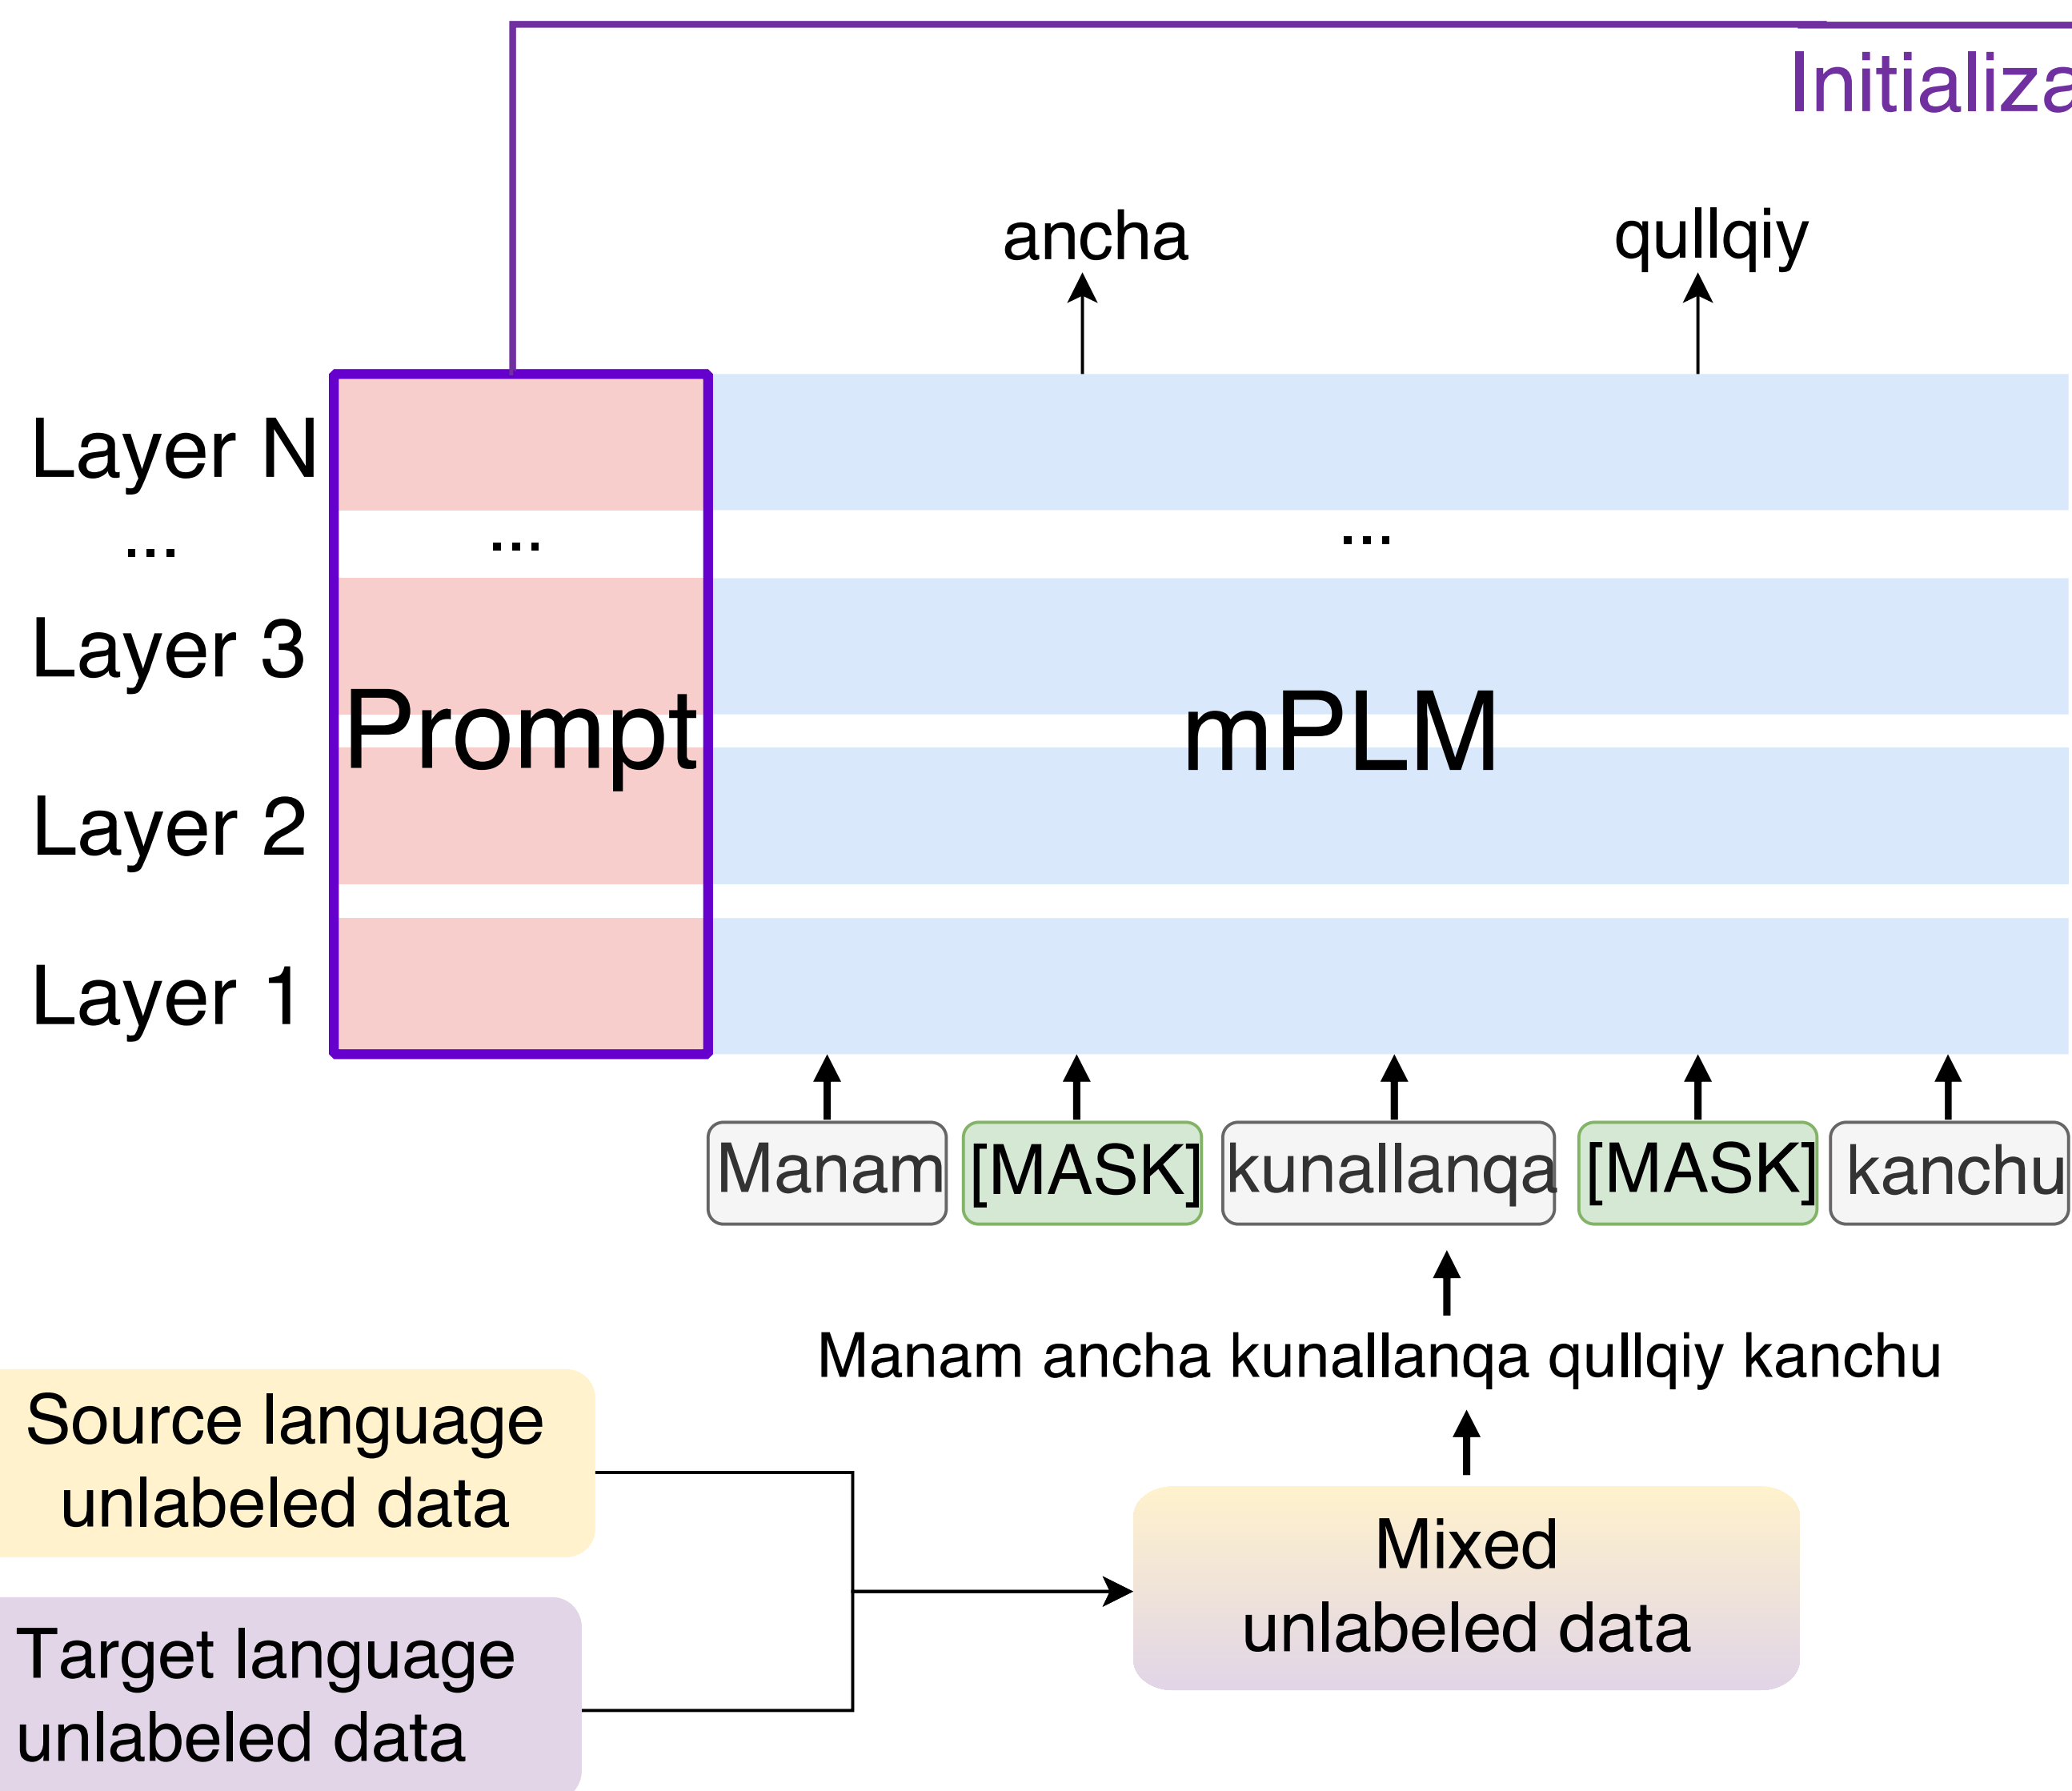 Initializa
ancha
qullqiy
Layer N
... ... ...
Layer 3
Prompt
mPLM
Layer 2
Layer 1
Manam [MASK] kunallanqa [MASK] kanchu
Manam ancha kunallanqa qullqiy kanchu
Source language
unlabeled data
Mixed
unlabeled data
Target language
unlabeled data